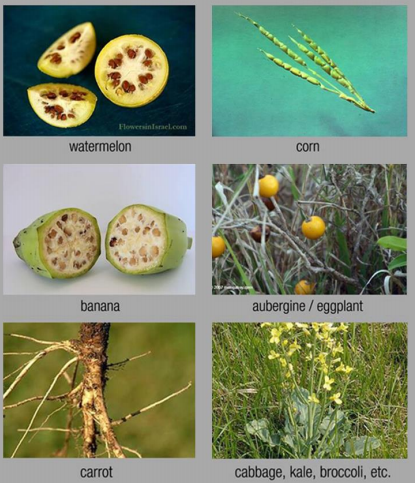 FlowersinIsrael.com
watermelon
corn
banana
aubergine / eggplant
carrot
cabbage, kale, broccoli, etc.